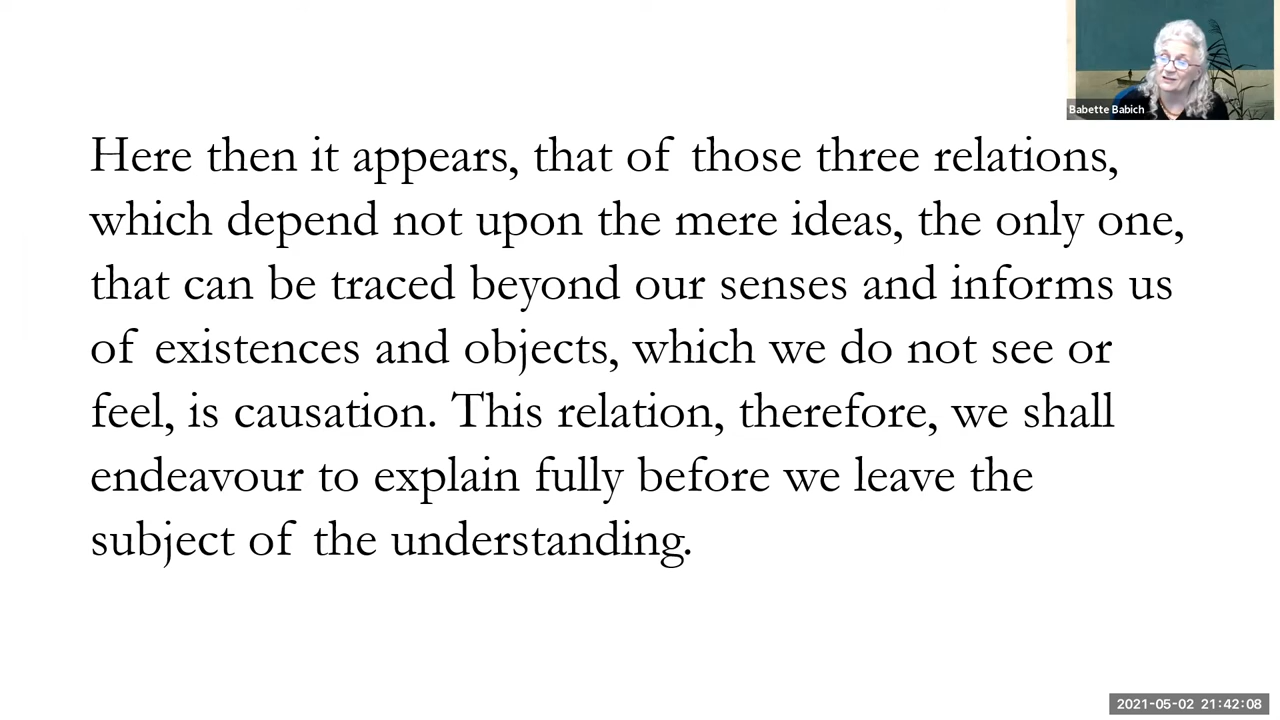 Babette Babich
Here then it appears, that of those three relations,
which depend not upon the mere ideas, the only one,
that can be traced beyond our senses and informs us
of existences and objects, which we do not see or
feel, is causation. This relation, therefore, we shall
endeavour to explain fully before we leave the
subject of the understanding.
2021-05-02 21:42:08